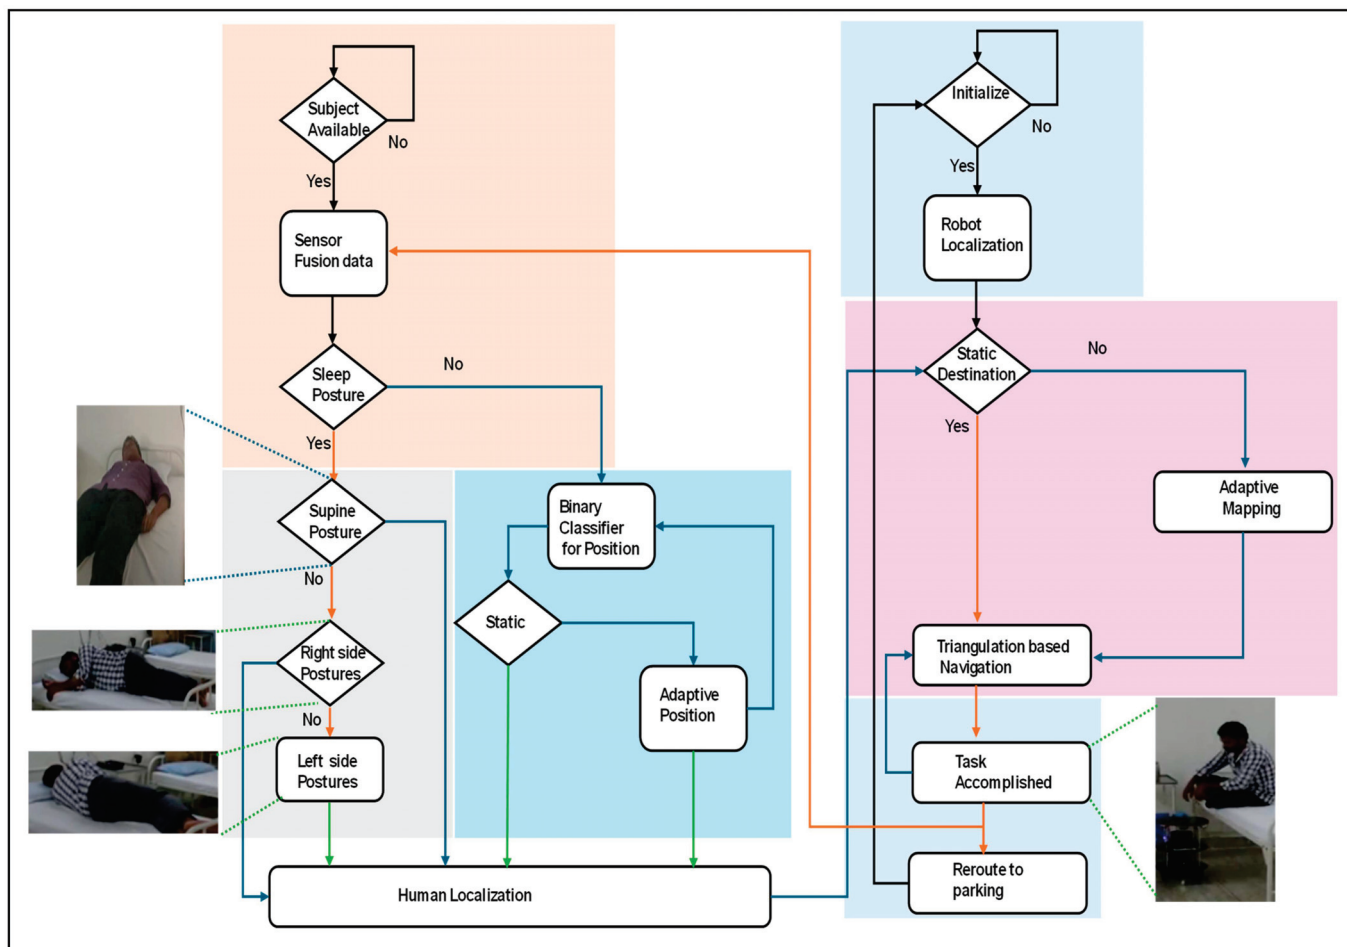 Subject
Available
No
Yes
Sensor
Fusion data
Sleep
Posture
No
Yes
Supine
Posture
No
Right side
Postures
No
Left side
Postures
Binary
Classifier
for Position
Static
Adaptive
Position
Human Localization
Initialize
No
Yes
Robot
Localization
Static
Destination
No
Yes
Adaptive
Mapping
Triangulation based
Navigation
Task
Accomplished
Reroute to
parking